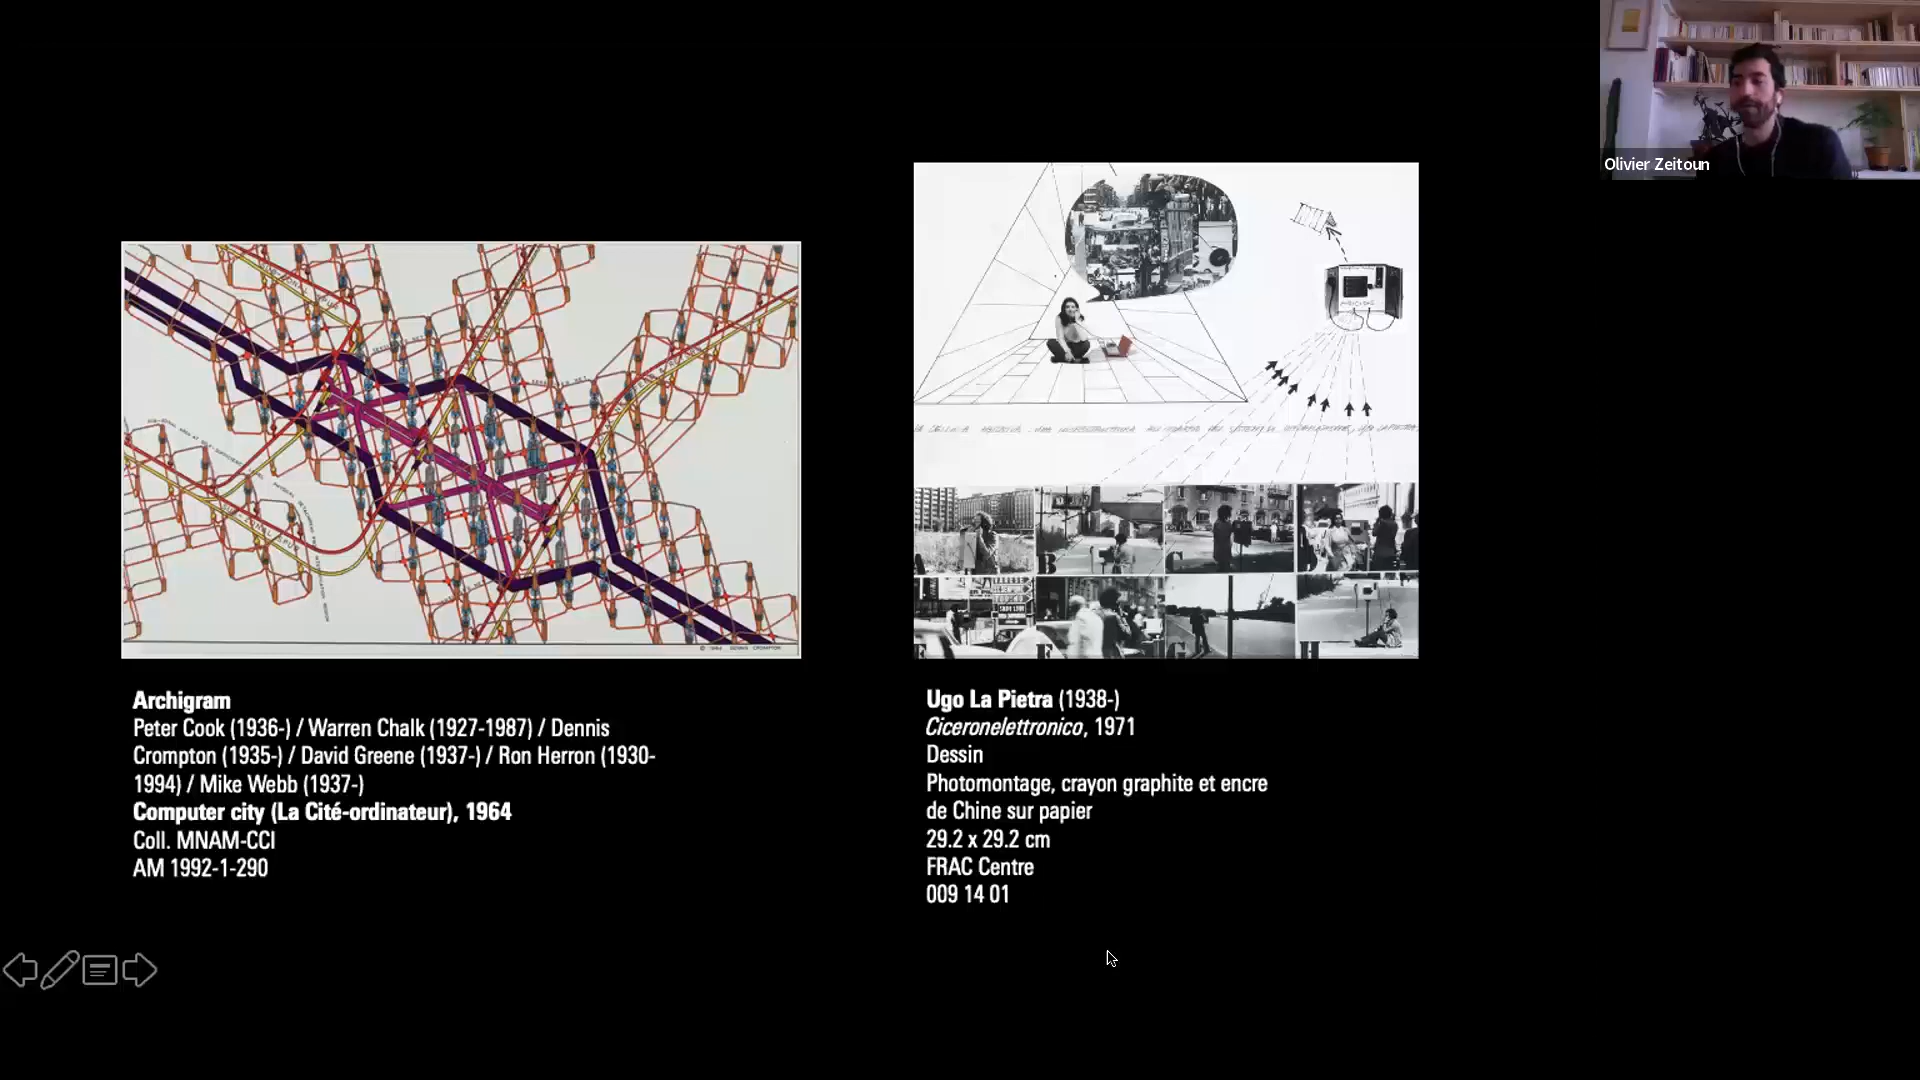 Olivier Zeitoun
© 1964 DENNIS CROMPTON
Archigram
Peter Cook (1936-) / Warren Chalk (1927-1987) / Dennis
Crompton (1935-) / David Greene (1937-) / Ron Herron (1930-
1994) / Mike Webb (1937-)
Computer city (La Cité-ordinateur), 1964
Coll. MNAM-CCI
AM 1992-1-290
Ugo La Pietra (1938-)
Ciceronelettronico, 1971
Dessin
Photomontage, crayon graphite et encre
de Chine sur papier
29.2 x 29.2 cm
FRAC Centre
009 14 01